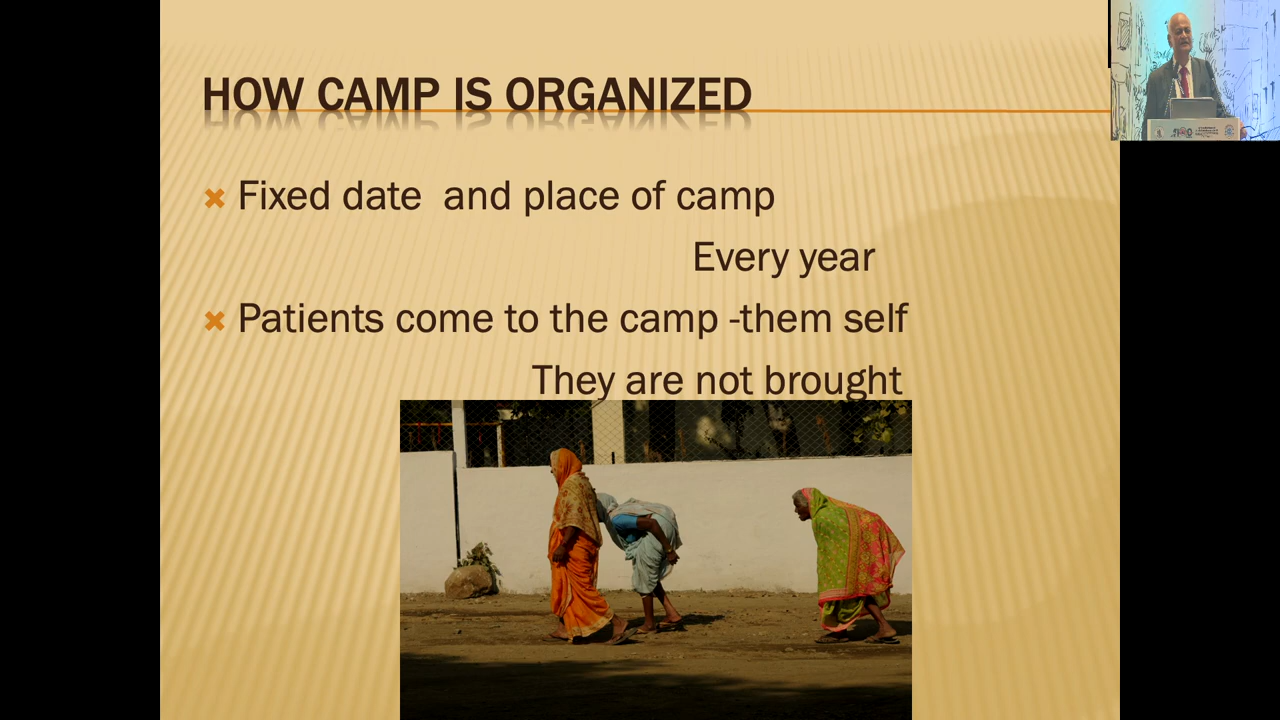 HOW CAMP IS ORGANIZED
Fixed date and place of camp
Every year
Patients come to the camp -them self
They are not brought